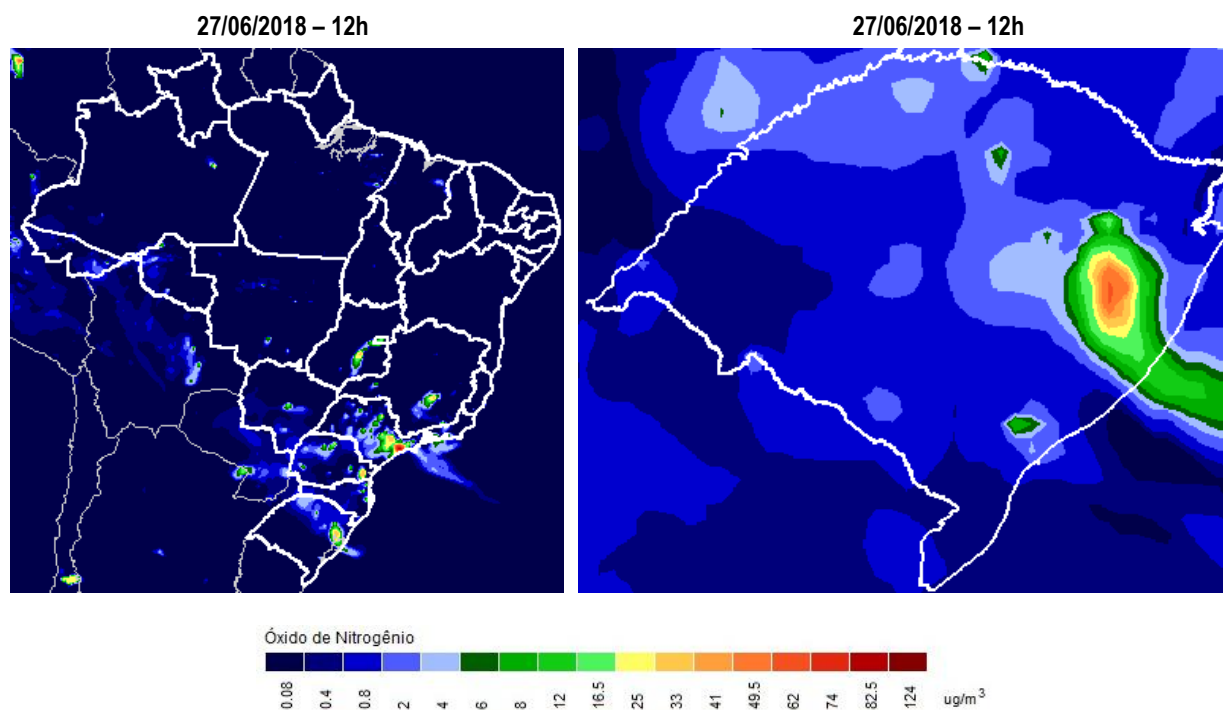 27/06/2018 – 12h
27/06/2018 – 12h
Óxido de Nitrogênio
0.08 0.4 0.8 2 4 6 8 12 16.5 25 33 41 49.5 62 74 82.5 124 ug/m³